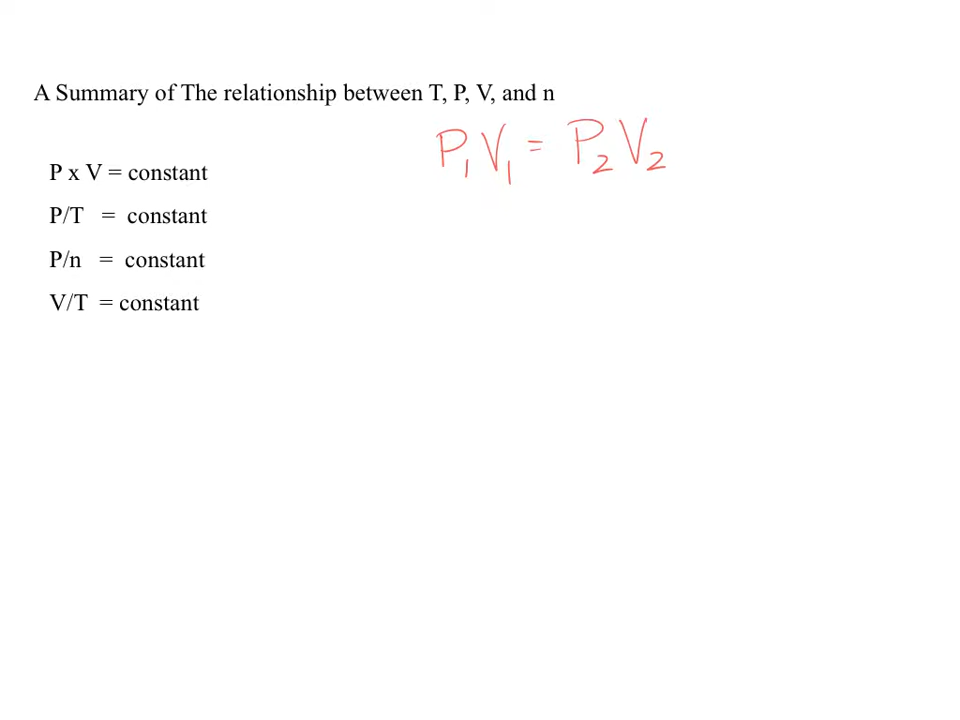 A Summary of The relationship between T, P, V, and n
P₁V₁ = P₂V₂
P x V = constant
P/T = constant
P/n = constant
V/T = constant